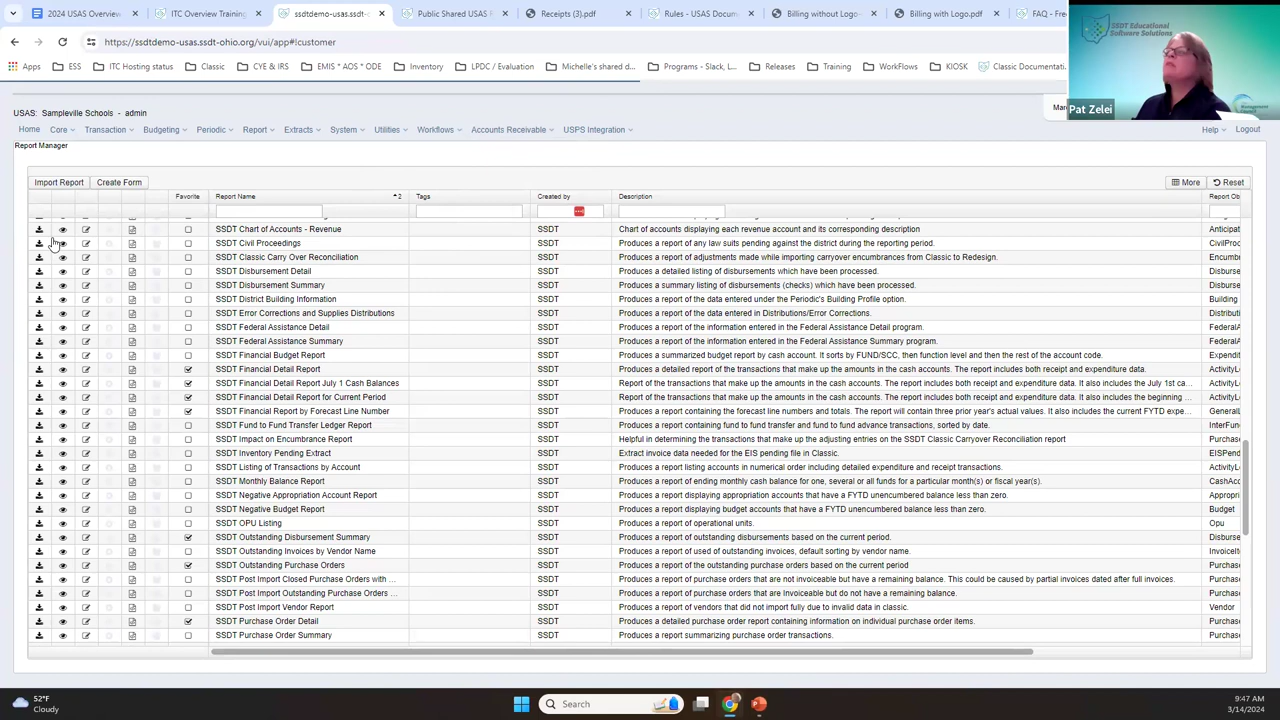 2024 USAS Overview
ITC Overview Training
ssdtdemo-usas.ssdt-
Public Shared USAS
Receipts (3).pdf
Rules - USAS Docum
Billing without Logo
Billing with Logo.pdf
FAQ - Fre
https://ssdtdemo-usas.ssdt-ohio.org/vui/app#!customer
Apps ESS ITC Hosting status Classic CYE & IRS EMIS * AOS * ODE Inventory LPDC / Evaluation Michelle's shared d... Programs - Slack, L... Releases Training WorkFlows KIOSK Classic Documentati
SSDT Educational
Software Solutions
Management
Council
Pat Zelei
USAS: Sampleville Schools - admin
Home Core Transaction Budgeting Periodic Report Extracts System Utilities Workflows Accounts Receivable USPS Integration Help Logout
Report Manager
Import Report Create Form More Reset
Favorite Report Name 2 Tags Created by Description Report Ob
SSDT Chart of Accounts - Revenue SSDT Chart of accounts displaying each revenue account and its corresponding description Anticipat
SSDT Civil Proceedings SSDT Produces a report of any law suits pending against the district during the reporting period. CivilProc
SSDT Classic Carry Over Reconciliation SSDT Produces a report of adjustments made while importing carryover encumbrances from Classic to Redesign. Encumbr
SSDT Disbursement Detail SSDT Produces a detailed listing of disbursements which have been processed. Disburse
SSDT Disbursement Summary SSDT Produces a summary listing of disbursements (checks) which have been processed. Disburse
SSDT District Building Information SSDT Produces a report of the data entered under the Periodic's Building Profile option. Building
SSDT Error Corrections and Supplies Distributions SSDT Produces a report of the data entered in Distributions/Error Corrections. Distributi
SSDT Federal Assistance Detail SSDT Produces a report of the information entered in the Federal Assistance Detail program. FederalA
SSDT Federal Assistance Summary SSDT Produces a report of the information entered in the Federal Assistance Summary program. FederalA
SSDT Financial Budget Report SSDT Produces a summarized budget report by cash account. It sorts by FUND/SCC, then function level and then the rest of the account code. Expendit
SSDT Financial Detail Report SSDT Produces a detailed report of the transactions that make up the amounts in the cash accounts. The report includes both receipt and expenditure data. ActivityL
SSDT Financial Detail Report July 1 Cash Balances SSDT Report of the transactions that make up the amounts in the cash accounts. The report includes both receipt and expenditure data. It also includes the July 1st ca... ActivityL
SSDT Financial Detail Report for Current Period SSDT Report of the transactions that make up the amounts in the cash accounts. The report includes both receipt and expenditure data. It also includes the beginning ... ActivityL
SSDT Financial Report by Forecast Line Number SSDT Produces a report containing the forecast line numbers and totals. The report will contain three prior year's actual values. It also includes the current FYTD expe... GeneralL
SSDT Fund to Fund Transfer Ledger Report SSDT Produces a report containing fund to fund transfer and fund to fund advance transactions, sorted by date. InterFunc
SSDT Impact on Encumbrance Report SSDT Helpful in determining the transactions that make up the adjusting entries on the SSDT Classic Carryover Reconciliation report Purchase
SSDT Inventory Pending Extract SSDT Extract invoice data needed for the EIS pending file in Classic. EISPend
SSDT Listing of Transactions by Account SSDT Produces a report listing accounts in numerical order including detailed expenditure and receipt transactions. ActivityL
SSDT Monthly Balance Report SSDT Produces a report of ending monthly cash balance for one, several or all funds for a particular month(s) or fiscal year(s). CashAcc
SSDT Negative Appropriation Account Report SSDT Produces a report displaying appropriation accounts that have a FYTD unencumbered balance less than zero. Appropri
SSDT Negative Budget Report SSDT Produces a report displaying budget accounts that have a FYTD unencumbered balance less than zero. Budget
SSDT OPU Listing SSDT Produces a report of operational units. Opu
SSDT Outstanding Disbursement Summary SSDT Produces a report of outstanding disbursements based on the current period. Disburse
SSDT Outstanding Invoices by Vendor Name SSDT Produces a report of used of outstanding invoices, default sorting by vendor name. InvoiceIt
SSDT Outstanding Purchase Orders SSDT Produces a report of the outstanding purchase orders based on the current period Purchase
SSDT Post Import Closed Purchase Orders with ... SSDT Produces a report of purchase orders that are not invoiceable but have a remaining balance. This could be caused by partial invoices dated after full invoices. Purchase
SSDT Post Import Outstanding Purchase Orders ... SSDT Produces a report of purchase orders that are Invoiceable but do not have a remaining balance. Purchase
SSDT Post Import Vendor Report SSDT Produces a report of vendors that did not import fully due to invalid data in classic. Vendor
SSDT Purchase Order Detail SSDT Produces a detailed purchase order report containing information on individual purchase order items. Purchase
SSDT Purchase Order Summary SSDT Produces a report summarizing purchase order transactions. Purchase
52°F
Cloudy
Search
9:47 AM
3/14/2024